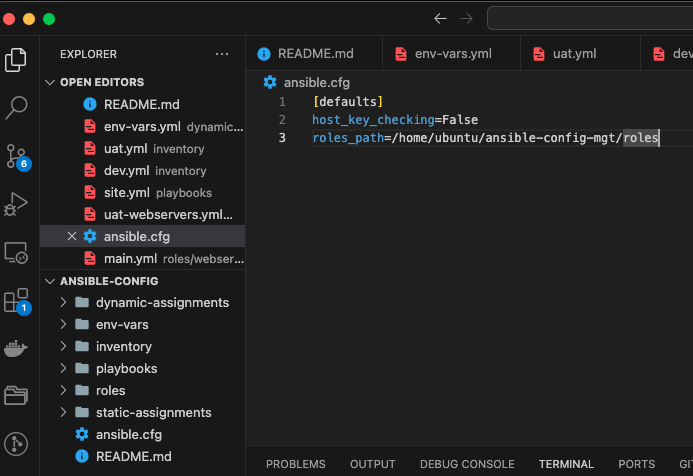 EXPLORER
OPEN EDITORS
README.md
env-vars.yml dynamic...
uat.yml inventory
dev.yml inventory
site.yml playbooks
uat-webservers.yml...
ansible.cfg
main.yml roles/webser...
ANSIBLE-CONFIG
dynamic-assignments
env-vars
inventory
playbooks
roles
static-assignments
ansible.cfg
README.md
6
1
README.md env-vars.yml uat.yml dev
ansible.cfg
1 [defaults]
2 host_key_checking=False
3 roles_path=/home/ubuntu/ansible-config-mgt/roles
PROBLEMS OUTPUT DEBUG CONSOLE TERMINAL PORTS GI